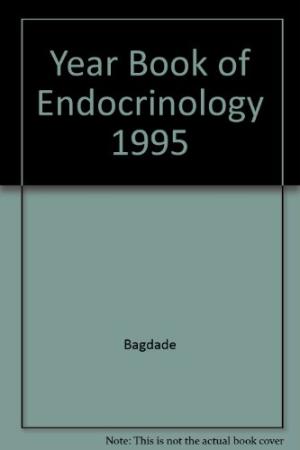 Year Book of
Endocrinology
1995
Bagdade
Note: This is not the actual book cover